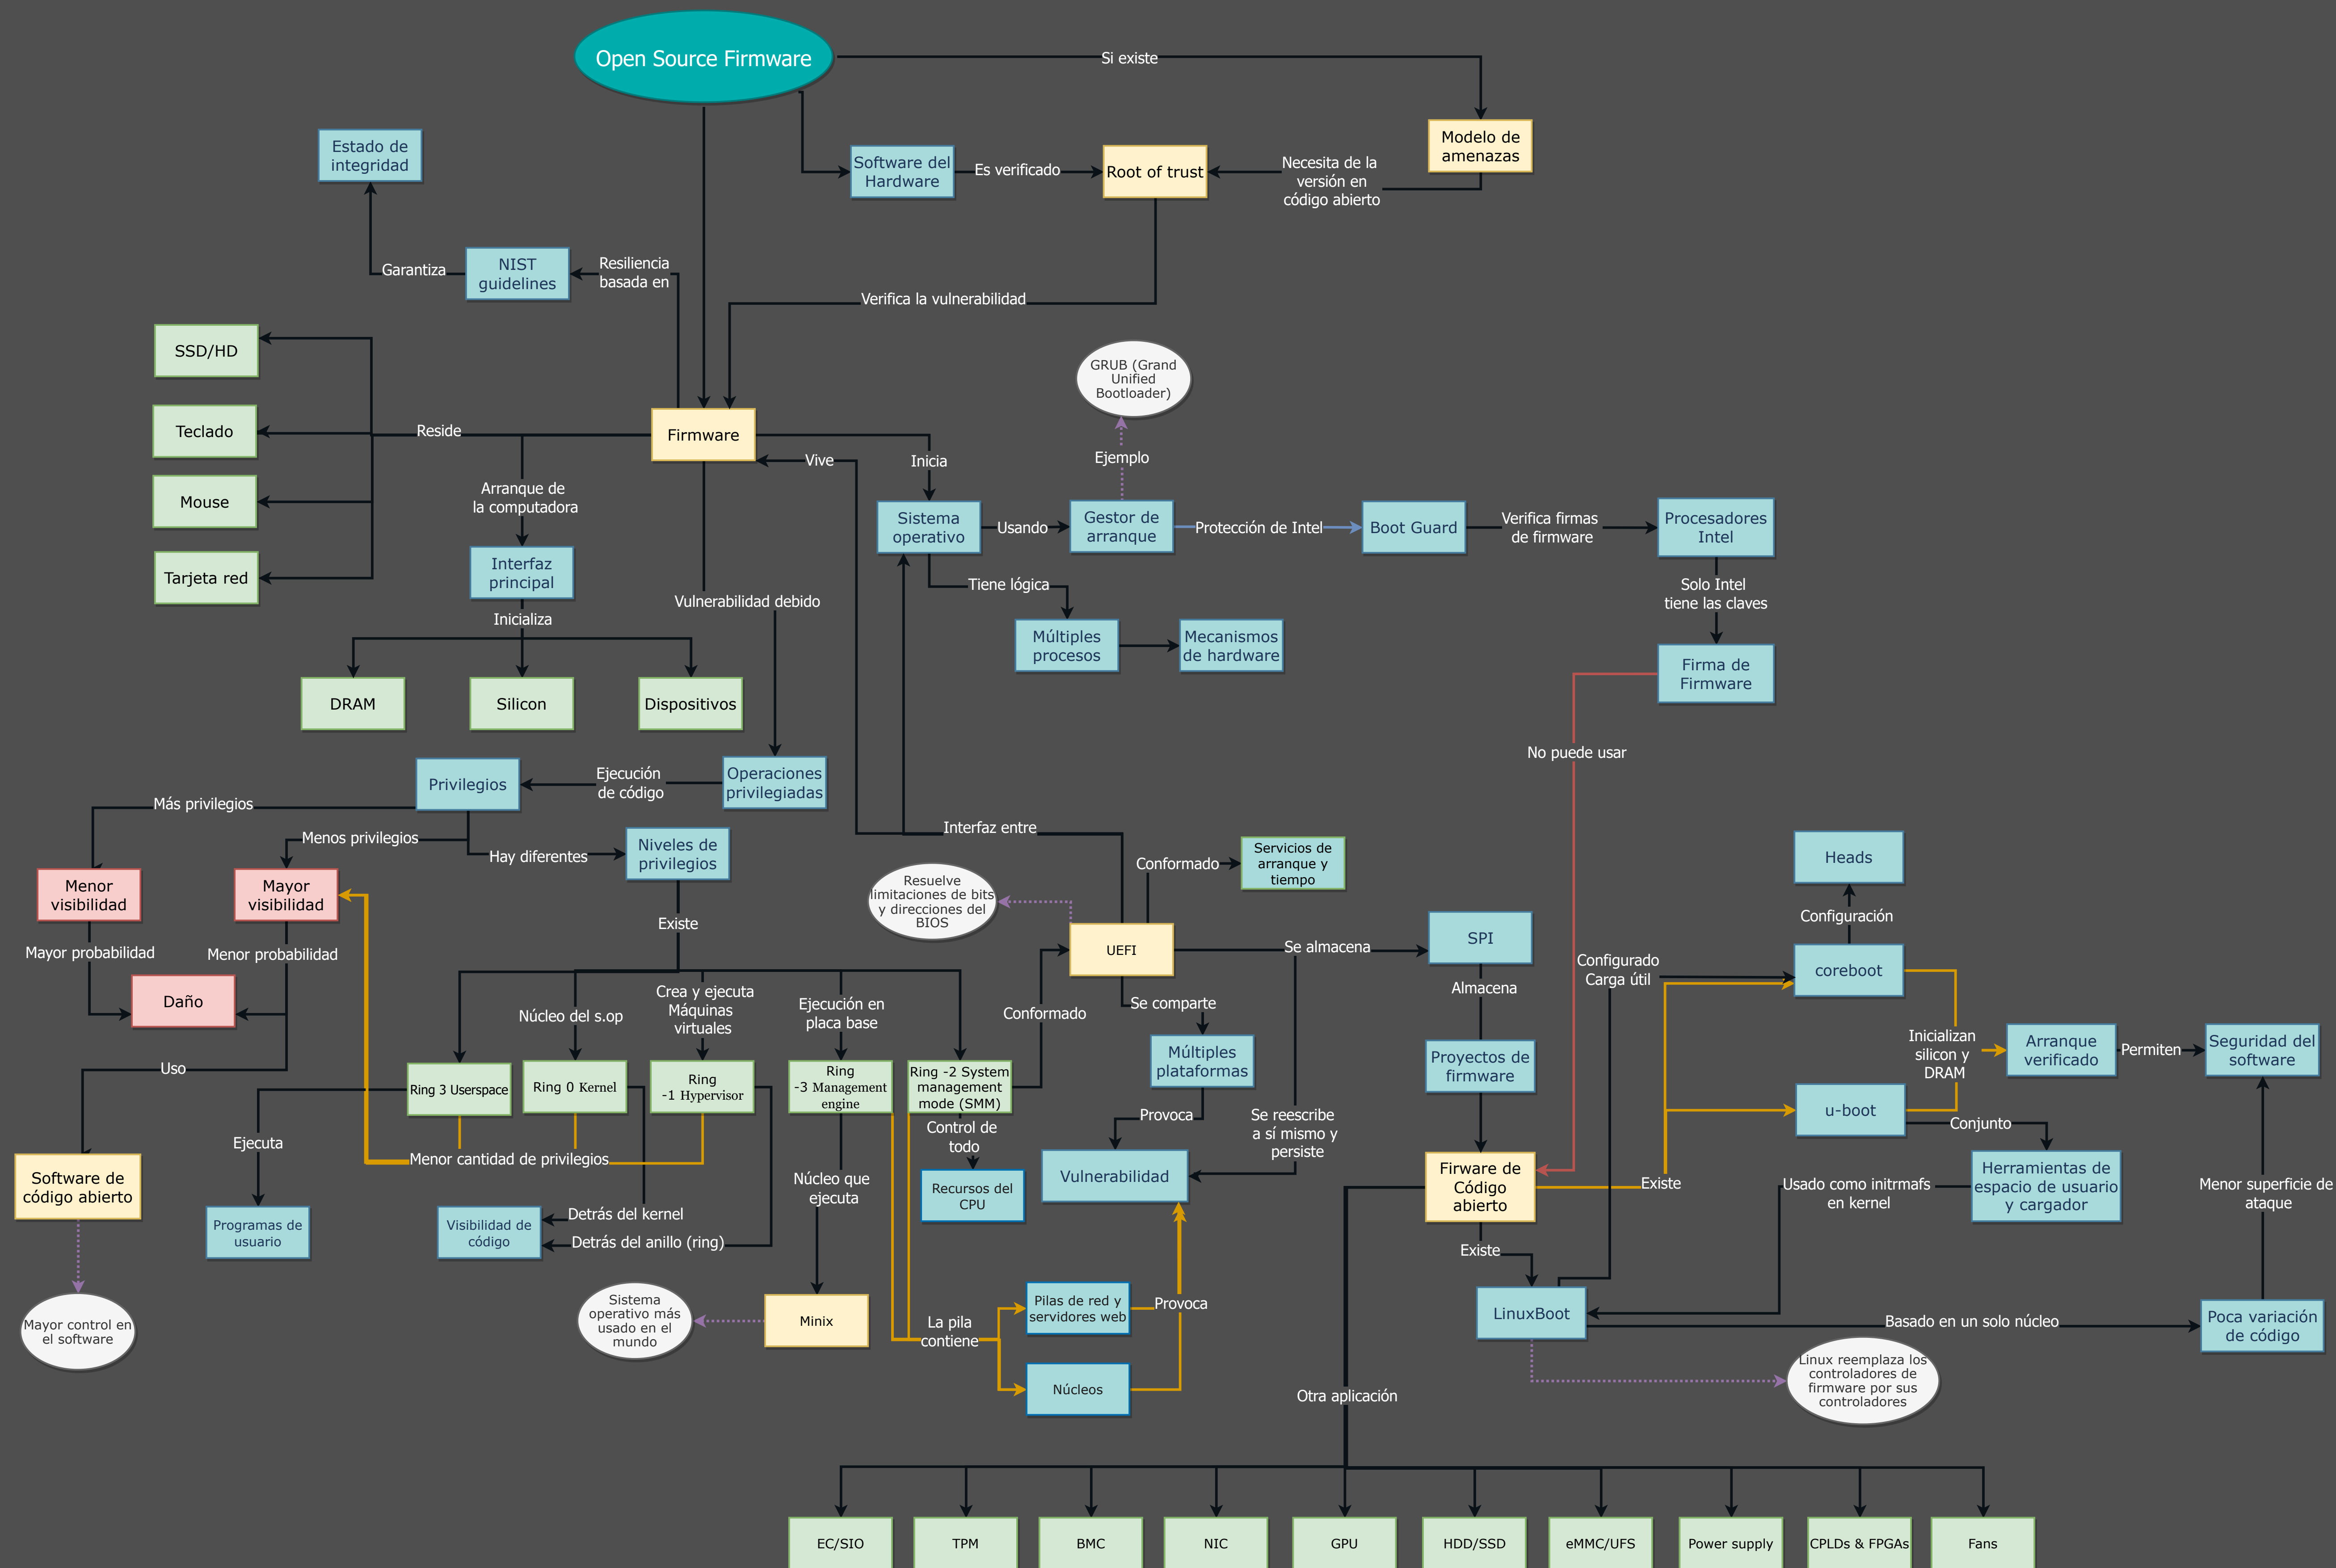 Open Source Firmware
Si existe
Modelo de
amenazas
Estado de
integridad
Software del
Hardware
Es verificado
Root of trust
Necesita de la
versión en
código abierto
Garantiza
NIST
guidelines
Resiliencia
basada en
Verifica la vulnerabilidad
SSD/HD
Teclado
Mouse
Tarjeta red
Reside
Firmware
Vive
Inicia
GRUB (Grand
Unified
Bootloader)
Ejemplo
Arranque de
la computadora
Interfaz
principal
Inicializa
DRAM
Silicon
Dispositivos
Vulnerabilidad debido
Sistema
operativo
Usando
Gestor de
arranque
Protección de Intel
Boot Guard
Verifica firmas
de firmware
Procesadores
Intel
Tiene lógica
Múltiples
procesos
Mecanismos
de hardware
Solo Intel
tiene las claves
Firma de
Firmware
No puede usar
Privilegios
Ejecución
de código
Operaciones
privilegiadas
Más privilegios
Menos privilegios
Hay diferentes
Niveles de
privilegios
Menor
visibilidad
Mayor
visibilidad
Mayor probabilidad
Menor probabilidad
Daño
Uso
Existe
Interfaz entre
Conformado
Servicios de
arranque y
tiempo
Resuelve
limitaciones de bits
y direcciones del
BIOS
UEFI
Se almacena
SPI
Almacena
Se comparte
Conformado
Núcleo del s.op
Crea y ejecuta
Máquinas
virtuales
Ejecución en
placa base
Ring 3 Userspace
Ring 0 Kernel
Ring
-1 Hypervisor
Ring
-3 Management
engine
Ring -2 System
management
mode (SMM)
Múltiples
plataformas
Proyectos de
firmware
Provoca
Se reescribe
a sí mismo y
persiste
Heads
Configuración
Configurado
Carga útil
coreboot
Inicializan
silicon y
DRAM
Arranque
verificado
Permiten
Seguridad del
software
u-boot
Conjunto
Ejecuta
Menor cantidad de privilegios
Control de
todo
Recursos del
CPU
Vulnerabilidad
Firware de
Código
abierto
Existe
Usado como initrmafs
en kernel
Herramientas de
espacio de usuario
y cargador
Menor superficie de
ataque
Software de
código abierto
Programas de
usuario
Visibilidad de
código
Detrás del kernel
Detrás del anillo (ring)
Núcleo que
ejecuta
Existe
Mayor control en
el software
Sistema
operativo más
usado en el
mundo
Minix
La pila
contiene
Pilas de red y
servidores web
Provoca
Núcleos
LinuxBoot
Basado en un solo núcleo
Poca variación
de código
Linux reemplaza los
controladores de
firmware por sus
controladores
Otra aplicación
EC/SIO
TPM
BMC
NIC
GPU
HDD/SSD
eMMC/UFS
Power supply
CPLDs & FPGAs
Fans